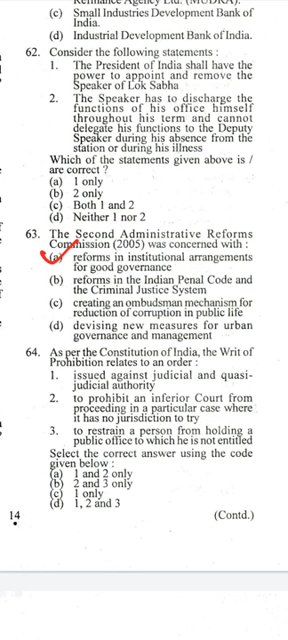 Refinance Agency Ltd. (MUDRA).
(c) Small Industries Development Bank of
India.
(d) Industrial Development Bank of India.
62. Consider the following statements :
1. The President of India shall have the
power to appoint and remove the
Speaker of Lok Sabha
2. The Speaker has to discharge the
functions of his office himself
throughout his term and cannot
delegate his functions to the Deputy
Speaker during his absence from the
station or during his illness
Which of the statements given above is /
are correct ?
(a) 1 only
(b) 2 only
(c) Both 1 and 2
(d) Neither 1 nor 2
63. The Second Administrative Reforms
Commission (2005) was concerned with :
(a) reforms in institutional arrangements
for good governance
(b) reforms in the Indian Penal Code and
the Criminal Justice System
(c) creating an ombudsman mechanism for
reduction of corruption in public life
(d) devising new measures for urban
governance and management
64. As per the Constitution of India, the Writ of
Prohibition relates to an order :
1. issued against judicial and quasi-
judicial authority
2. to prohibit an inferior Court from
proceeding in a particular case where
it has no jurisdiction to try
3. to restrain a person from holding a
public office to which he is not entitled
Select the correct answer using the code
given below :
(a) 1 and 2 only
(b) 2 and 3 only
(c) 1 only
(d) 1, 2 and 3
14
(Contd.)